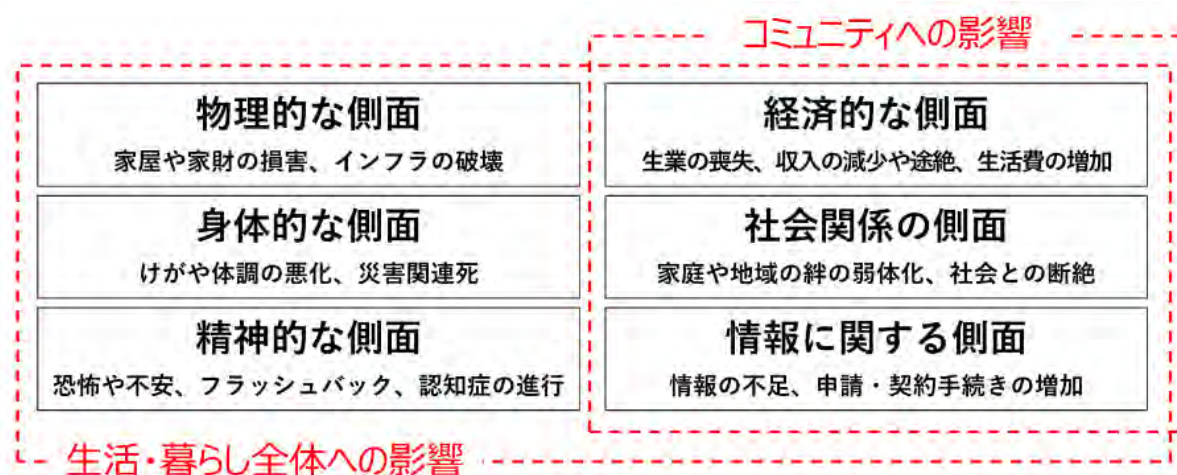 コミュニティへの影響
物理的な側面
家屋や家財の損害、インフラの破壊
経済的な側面
生業の喪失、収入の減少や途絶、生活費の増加
身体的な側面
けがや体調の悪化、災害関連死
社会関係の側面
家庭や地域の絆の弱体化、社会との断絶
精神的な側面
恐怖や不安、フラッシュバック、認知症の進行
情報に関する側面
情報の不足、申請・契約手続きの増加
生活・暮らし全体への影響